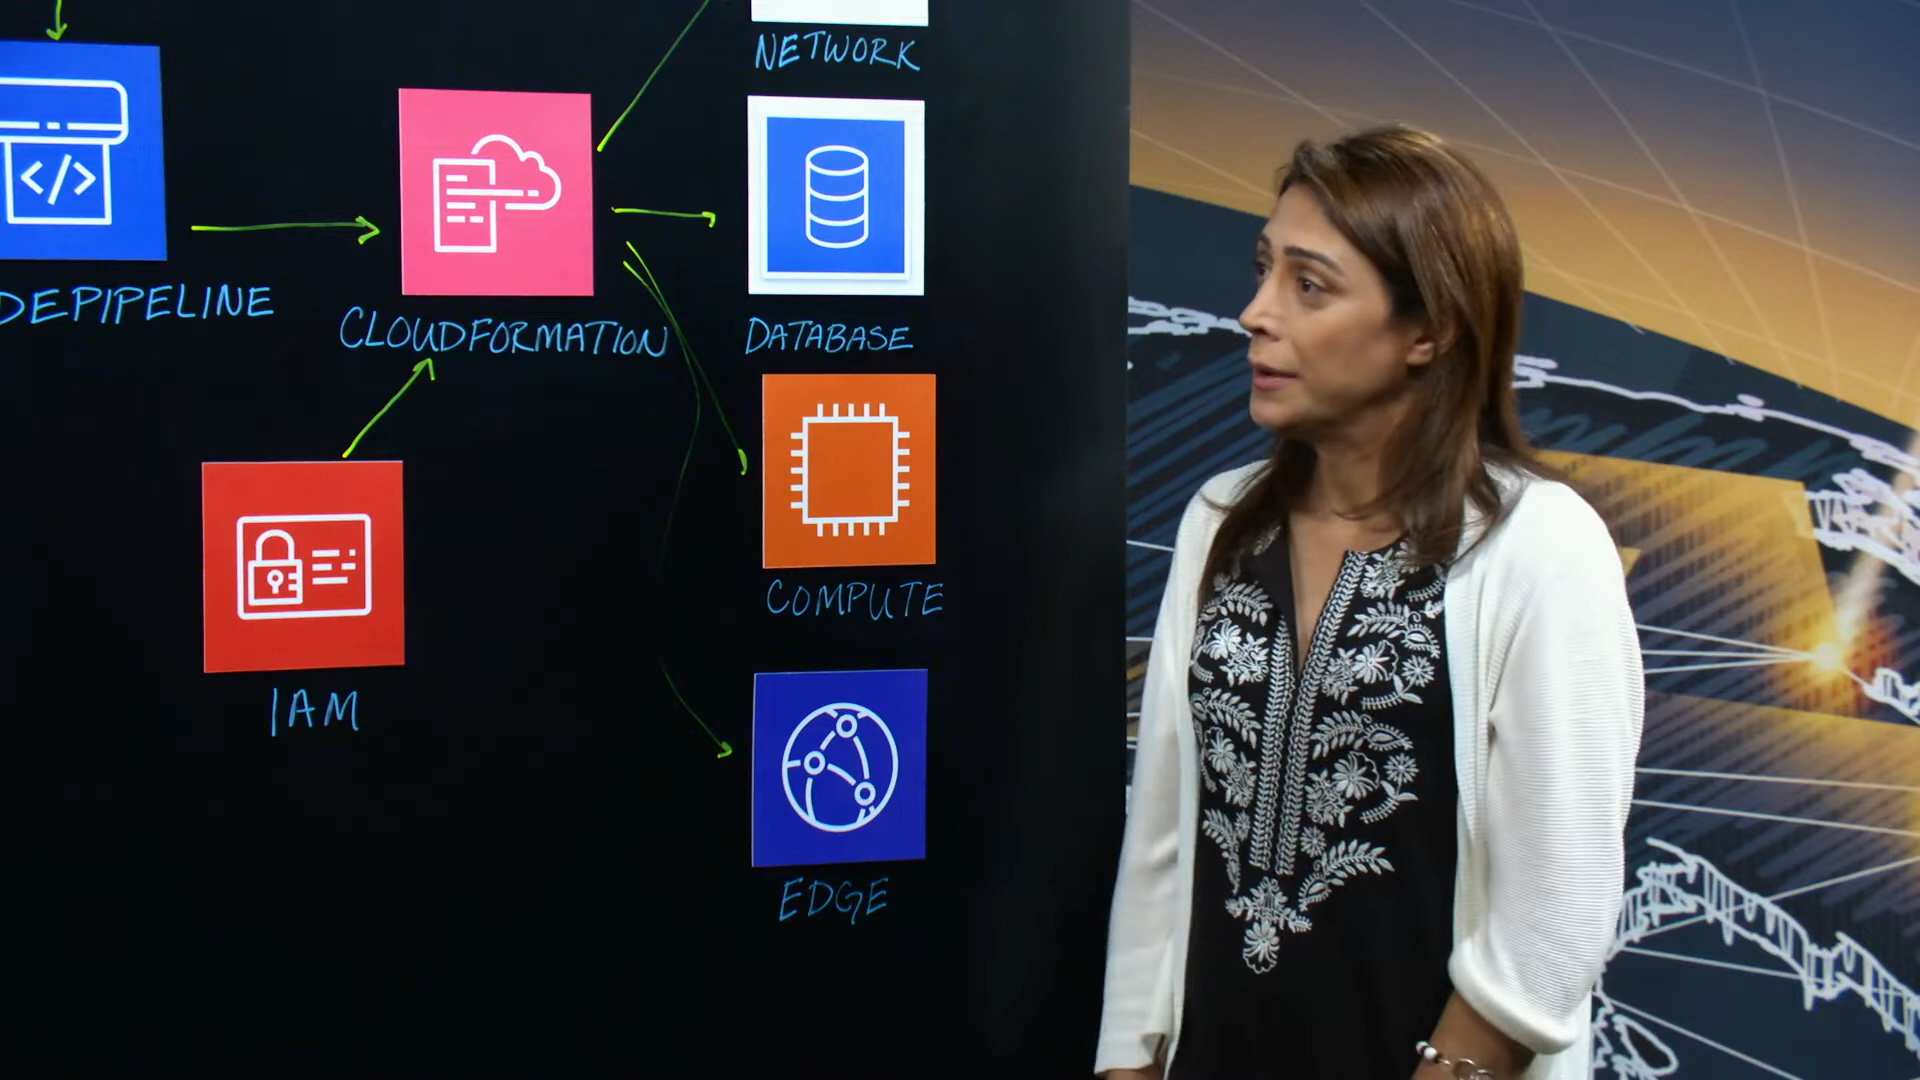 NETWORK
DEPIPELINE
CLOUDFORMATION
DATABASE
COMPUTE
IAM
EDGE